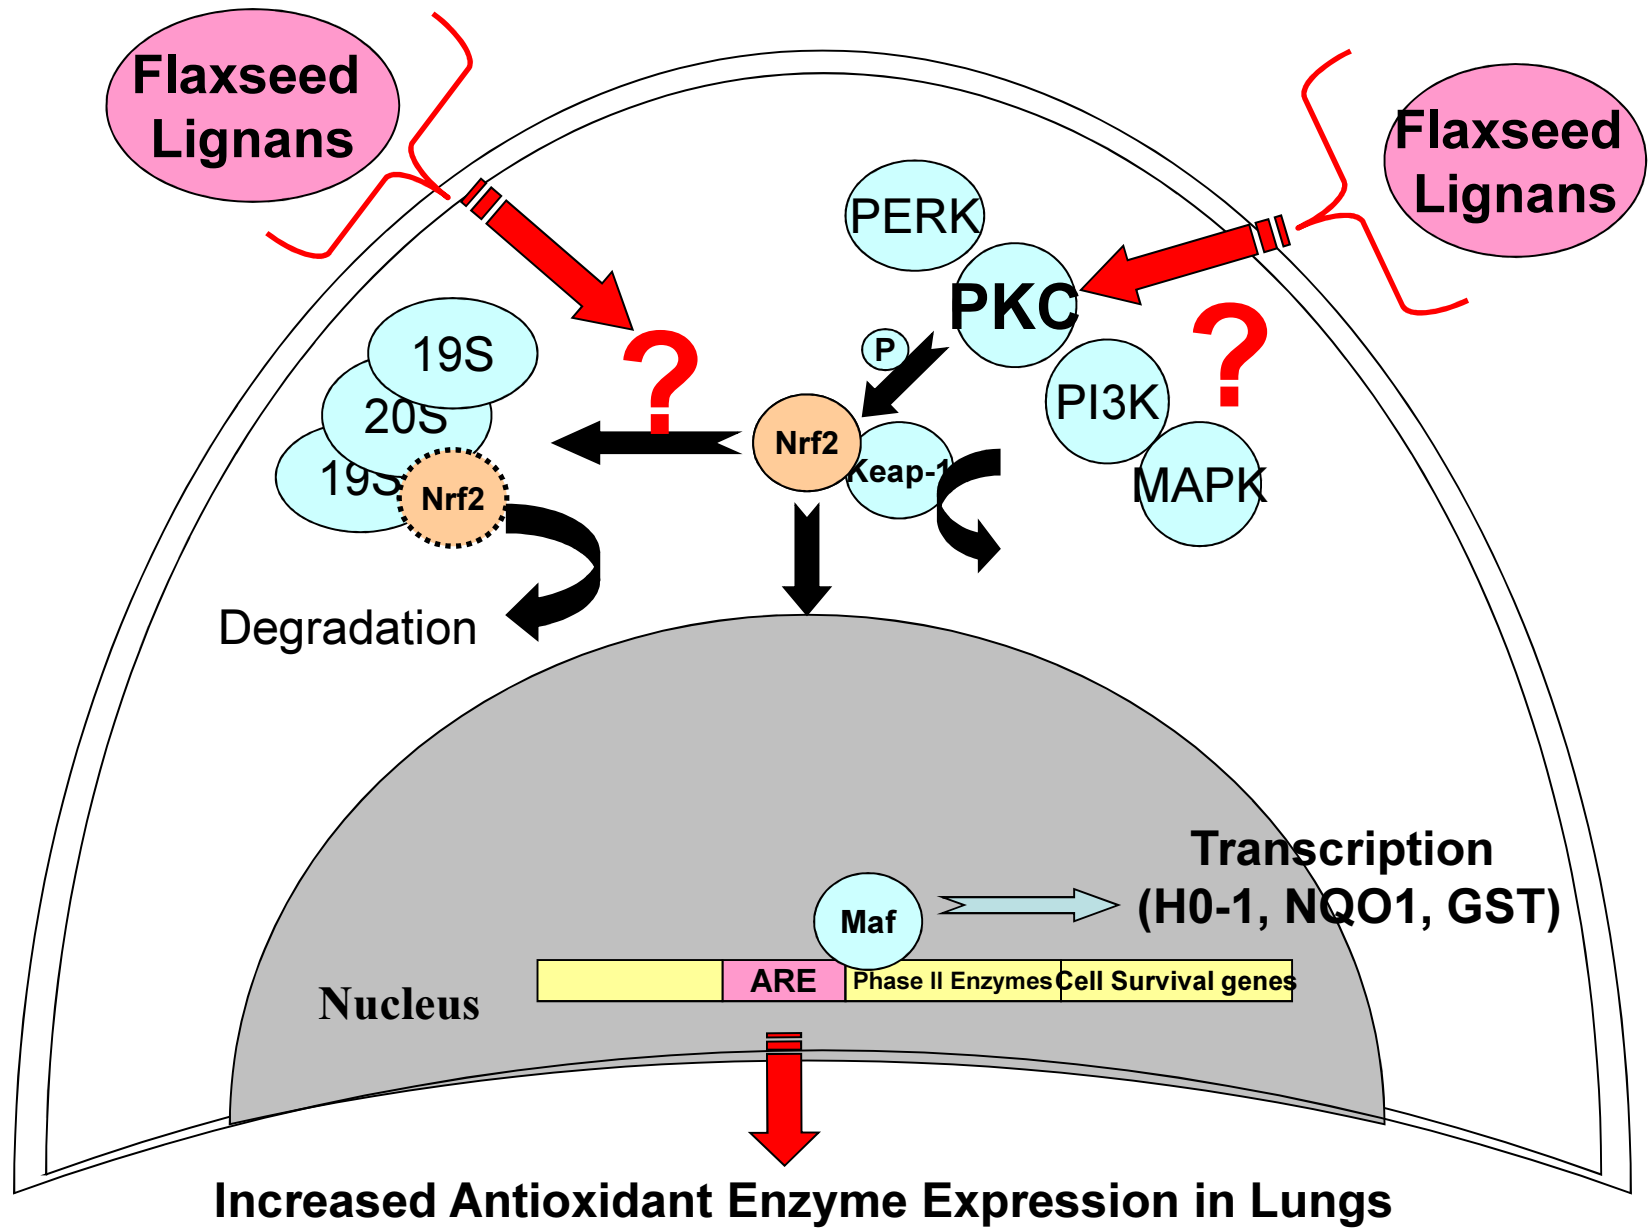 Flaxseed
Lignans
Flaxseed
Lignans
PERK
PKC
?
P
19S
?
20S
PI3K
Nrf2
Keap-1
19S
Nrf2
MAPK
Degradation
Transcription
(H0-1, NQO1, GST)
Maf
ARE
Phase II Enzymes
Cell Survival genes
Nucleus
Increased Antioxidant Enzyme Expression in Lungs